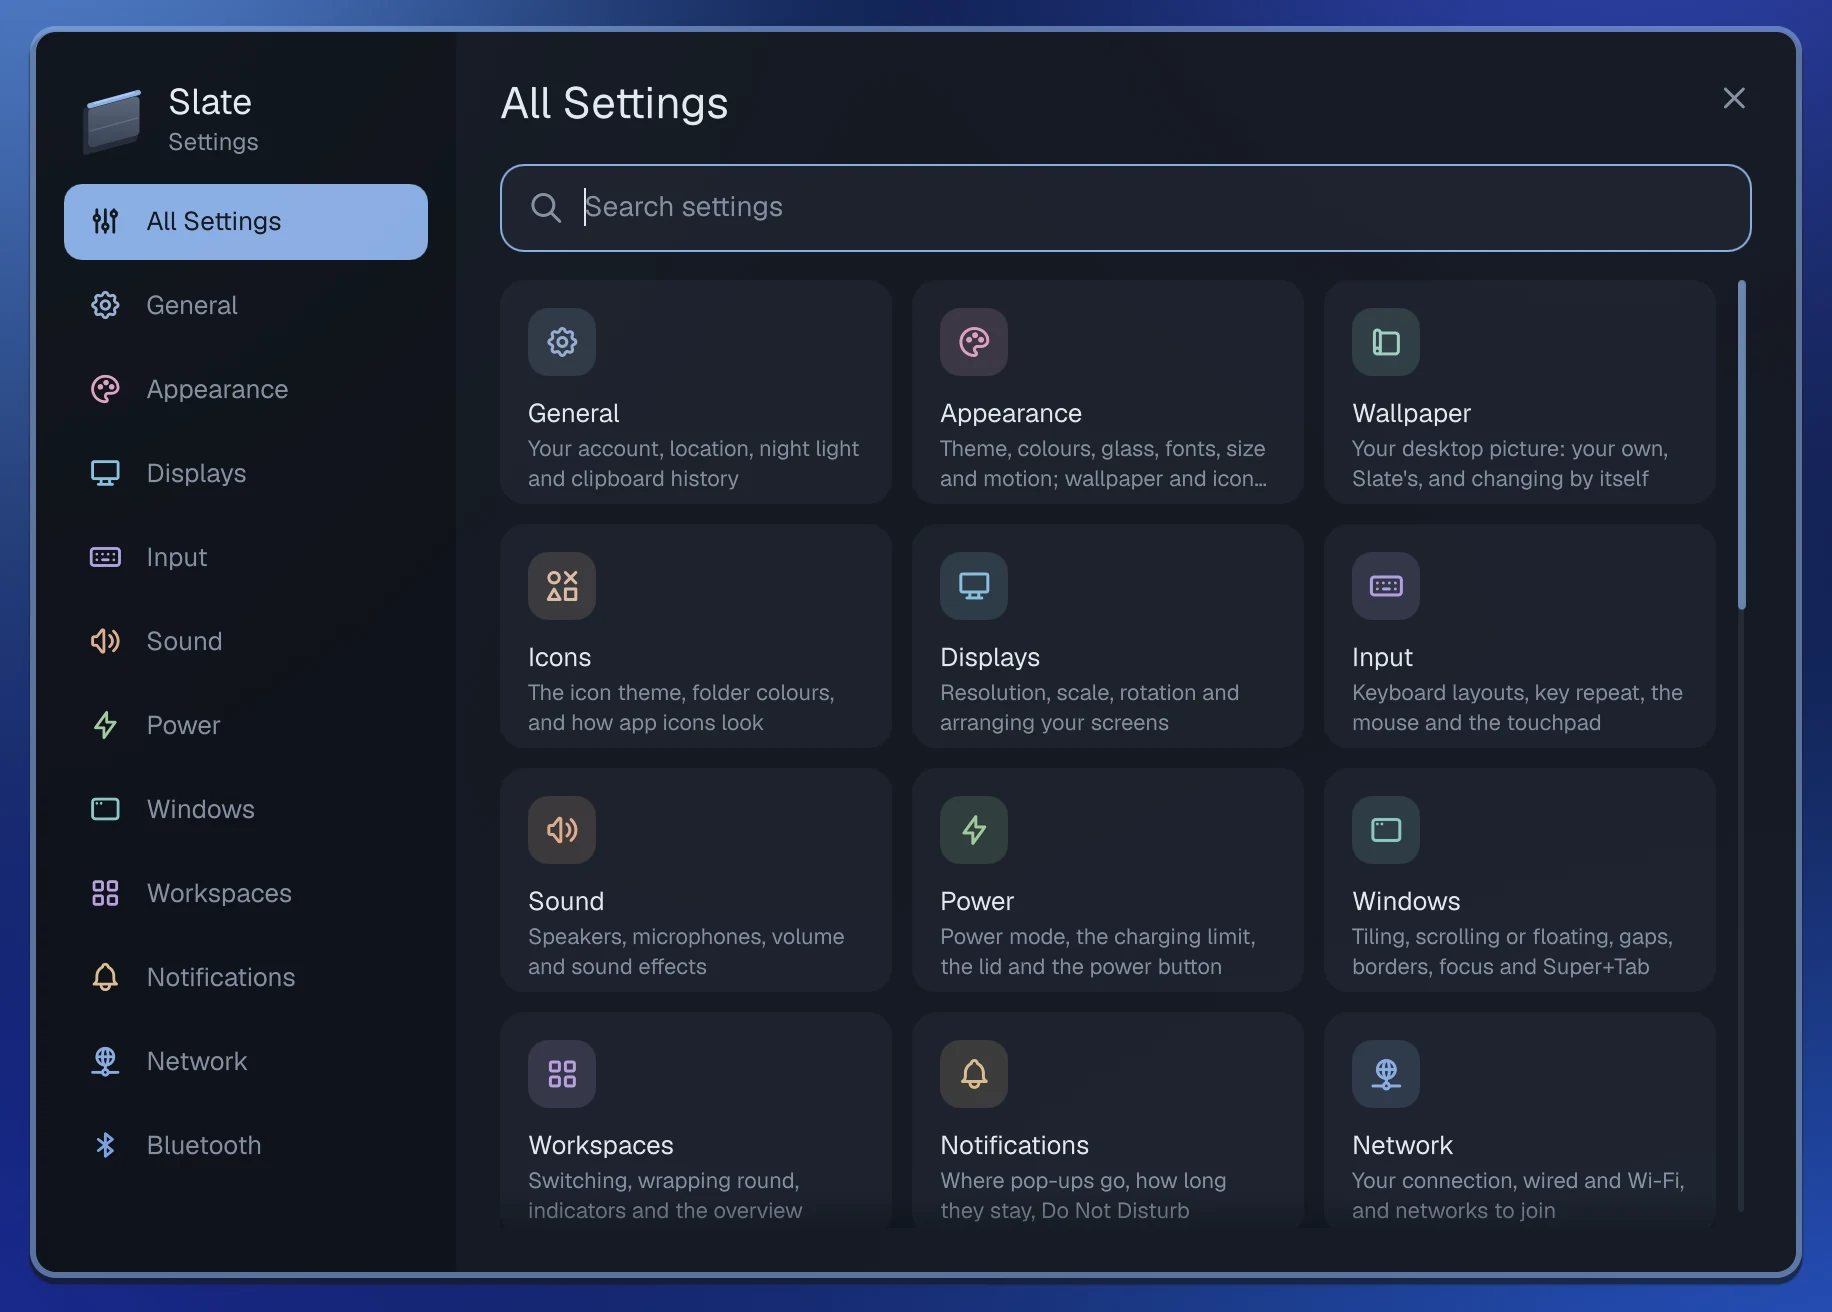 Slate
Settings
All Settings
General
Appearance
Displays
Input
Sound
Power
Windows
Workspaces
Notifications
Network
Bluetooth
All Settings
Search settings
General
Your account, location, night light
and clipboard history
Appearance
Theme, colours, glass, fonts, size
and motion; wallpaper and icon...
Wallpaper
Your desktop picture: your own,
Slate's, and changing by itself
Icons
The icon theme, folder colours,
and how app icons look
Displays
Resolution, scale, rotation and
arranging your screens
Input
Keyboard layouts, key repeat, the
mouse and the touchpad
Sound
Speakers, microphones, volume
and sound effects
Power
Power mode, the charging limit,
the lid and the power button
Windows
Tiling, scrolling or floating, gaps,
borders, focus and Super+Tab
Workspaces
Switching, wrapping round,
indicators and the overview
Notifications
Where pop-ups go, how long
they stay, Do Not Disturb
Network
Your connection, wired and Wi-Fi,
and networks to join